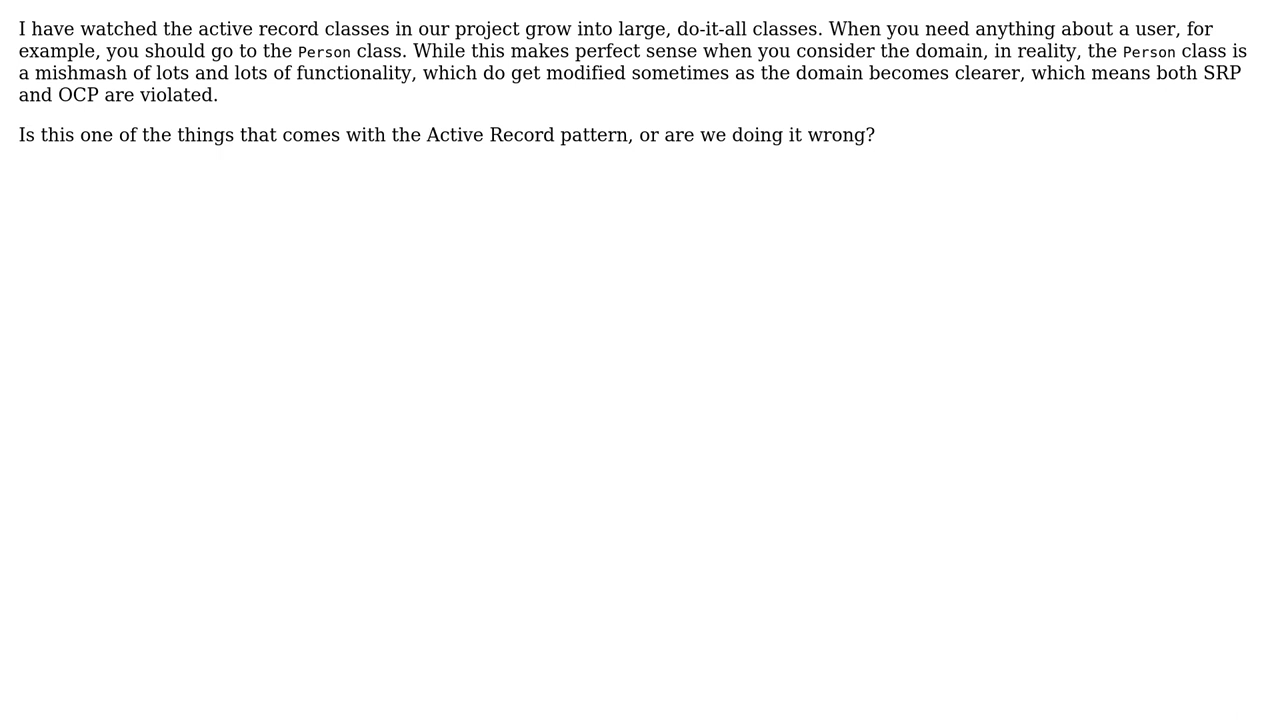 I have watched the active record classes in our project grow into large, do-it-all classes. When you need anything about a user, for
example, you should go to the Person class. While this makes perfect sense when you consider the domain, in reality, the Person class is
a mishmash of lots and lots of functionality, which do get modified sometimes as the domain becomes clearer, which means both SRP
and OCP are violated.
Is this one of the things that comes with the Active Record pattern, or are we doing it wrong?